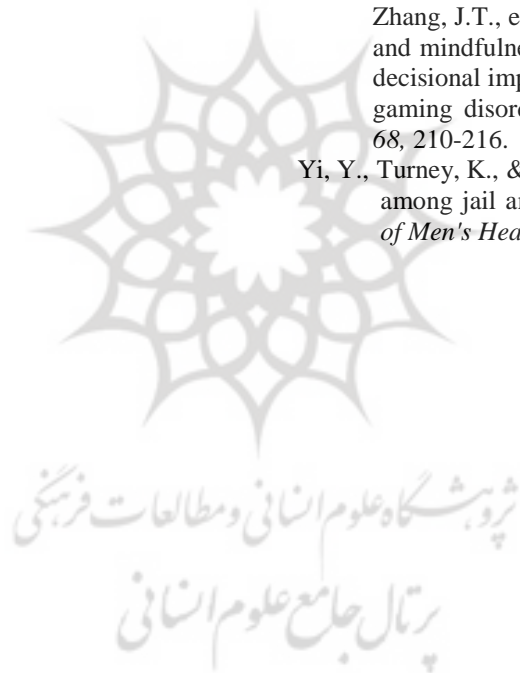 Zhang, J.T., e
and mindfulne
decisional imp
gaming disord
68, 210-216.
Yi, Y., Turney, K., &
among jail an
of Men's Hea
پژوهشگاه علوم انسانی و مطالعات فرهنگی
پرتال جامع علوم انسانی